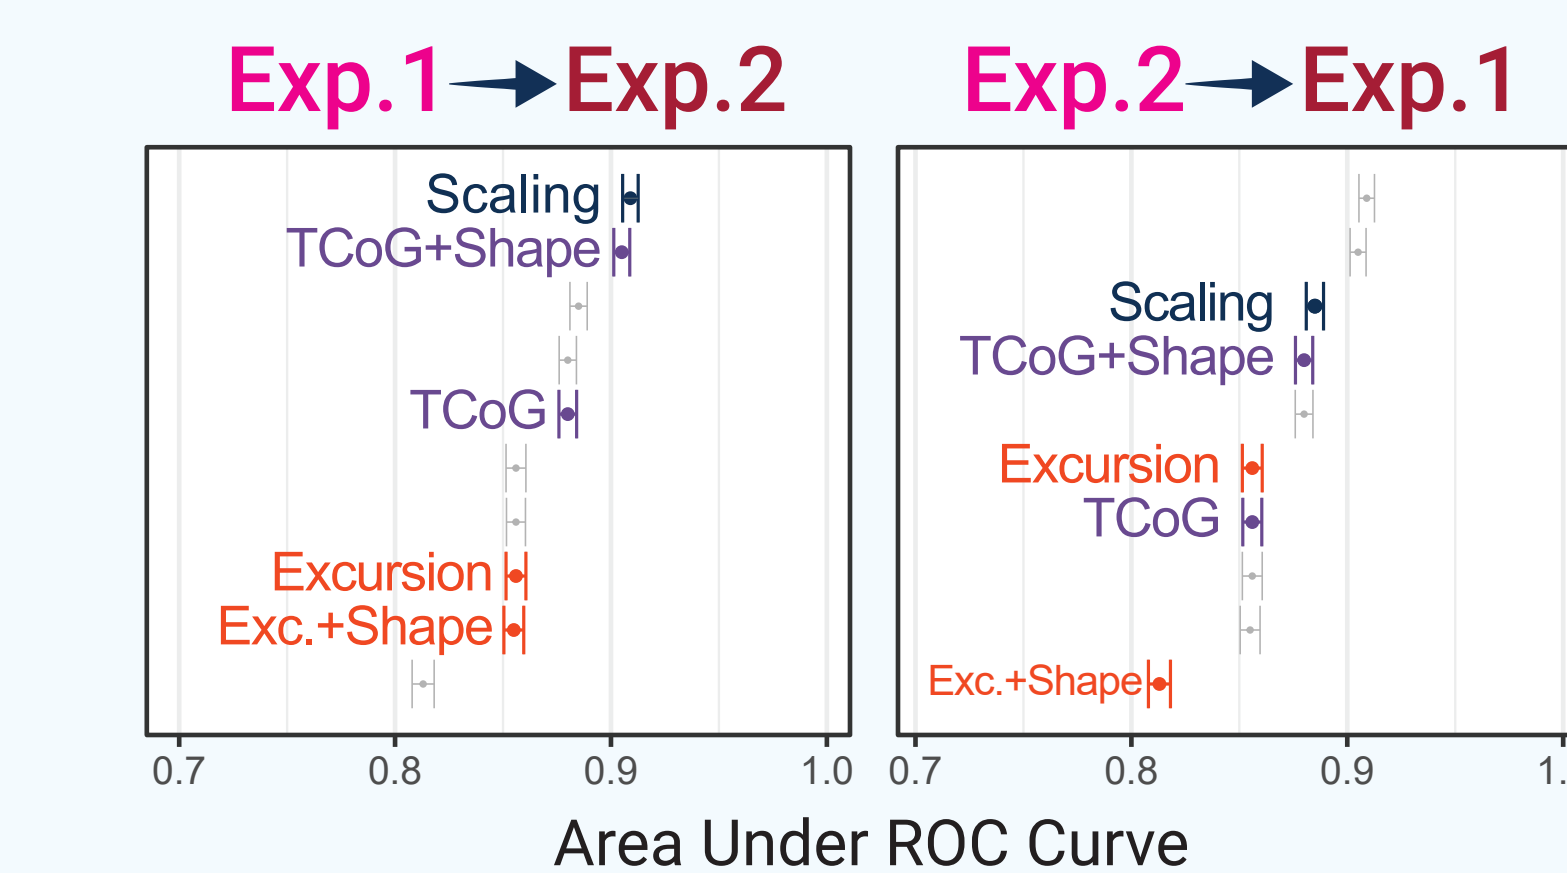 Exp.1 → Exp.2
Exp.2 → Exp.1
Scaling
TCoG+Shape
TCoG
Excursion
Exc.+Shape
0.7 0.8 0.9 1.0
Scaling
TCoG+Shape
Excursion
TCoG
Exc.+Shape
0.7 0.8 0.9 1.
Area Under ROC Curve